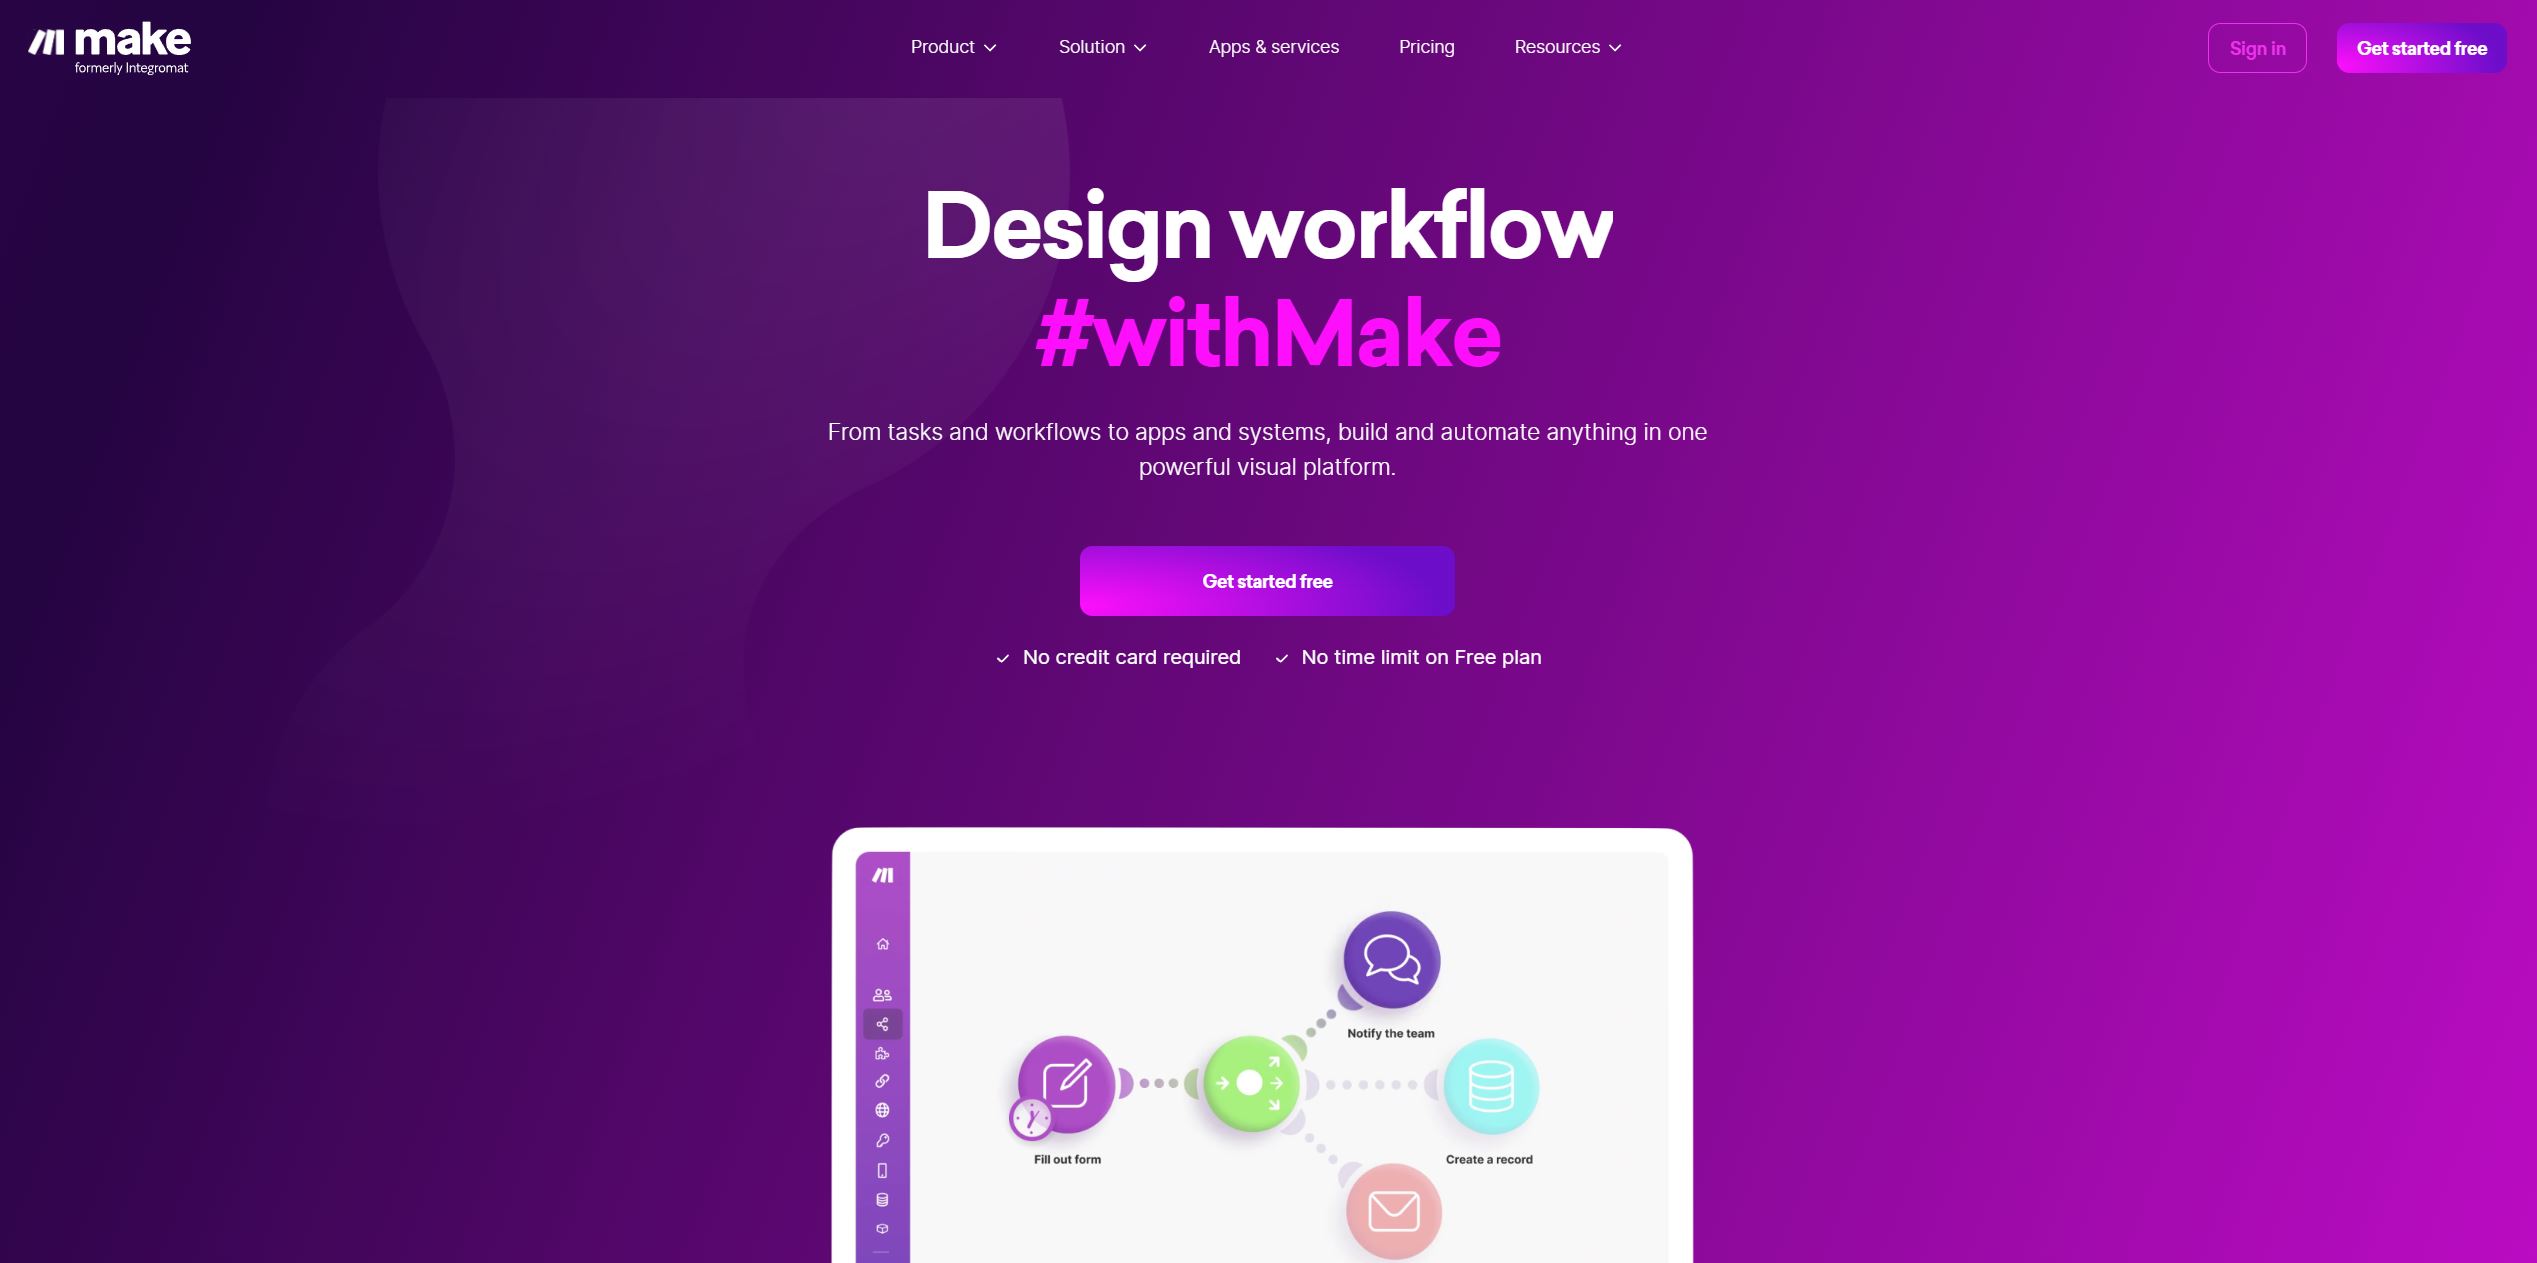 make
formerly Integromat
Product
Solution
Apps & services
Pricing
Resources
Sign in
Get started free
Design workflow
#withMake
From tasks and workflows to apps and systems, build and automate anything in one
powerful visual platform.
Get started free
No credit card required
No time limit on Free plan
Notify the team
Fill out form
Create a record